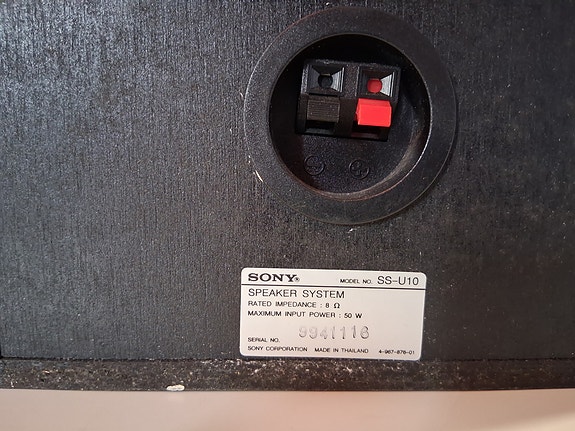 SONY® MODEL NO. SS-U10
SPEAKER SYSTEM
RATED IMPEDANCE : 8 Ω
MAXIMUM INPUT POWER : 50 W
9941116
SERIAL NO.
SONY CORPORATION MADE IN THAILAND 4-967-876-01